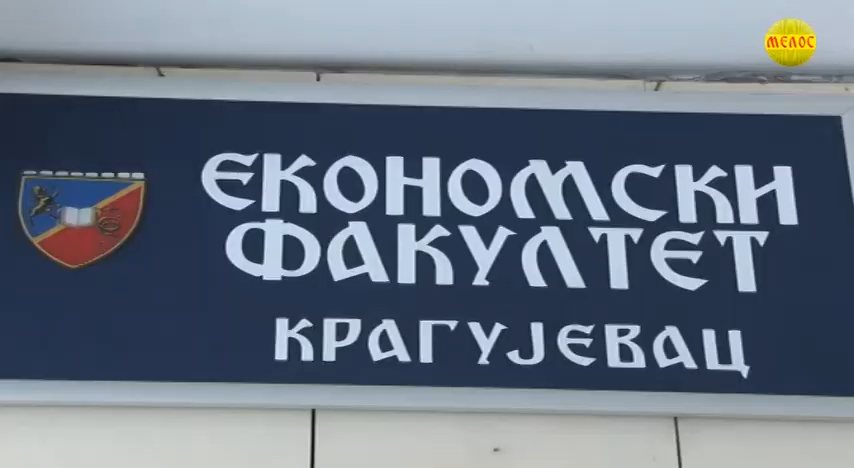 МЕЛОС
ЕКОНОМСКИ
ФАКУЛТЕТ
КРАГУЈЕВАЦ